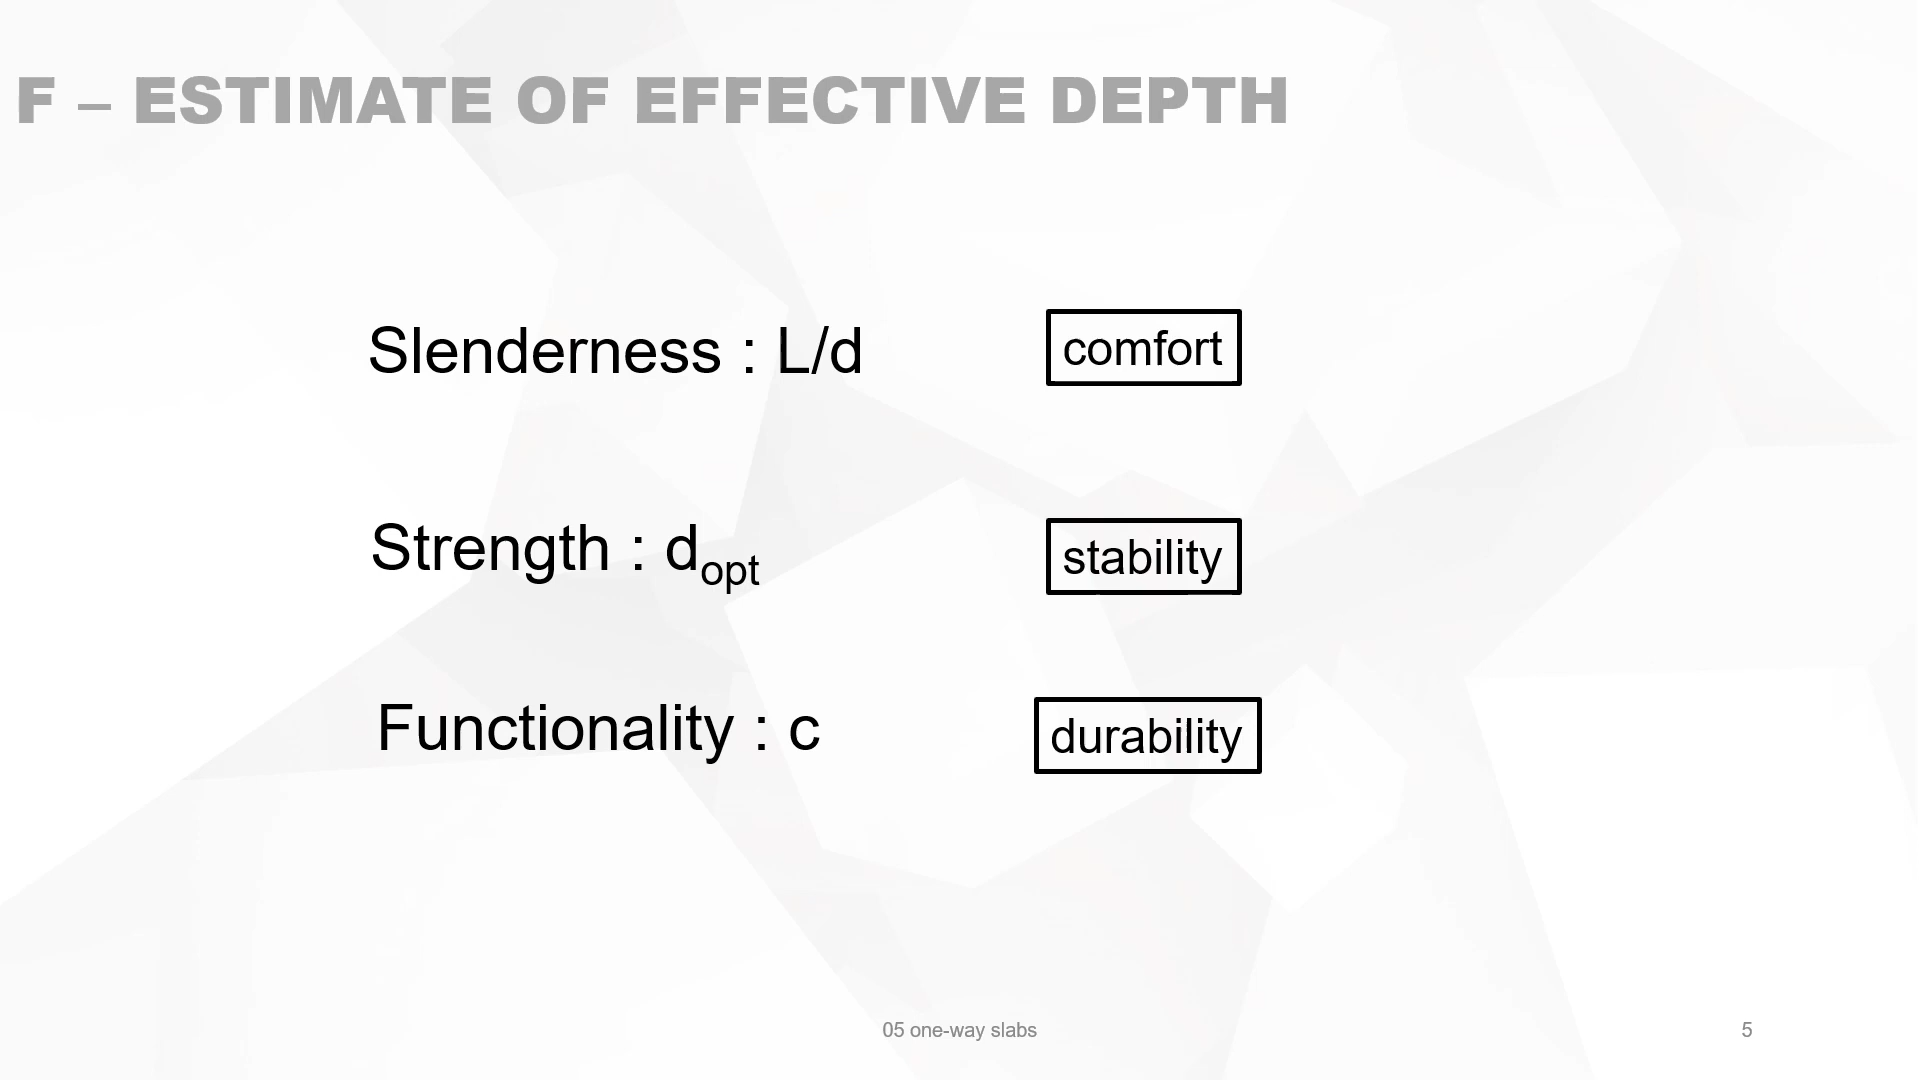 F – ESTIMATE OF EFFECTIVE DEPTH
Slenderness : L/d
comfort
Strength : dopt
stability
Functionality : c
durability
05 one-way slabs
5